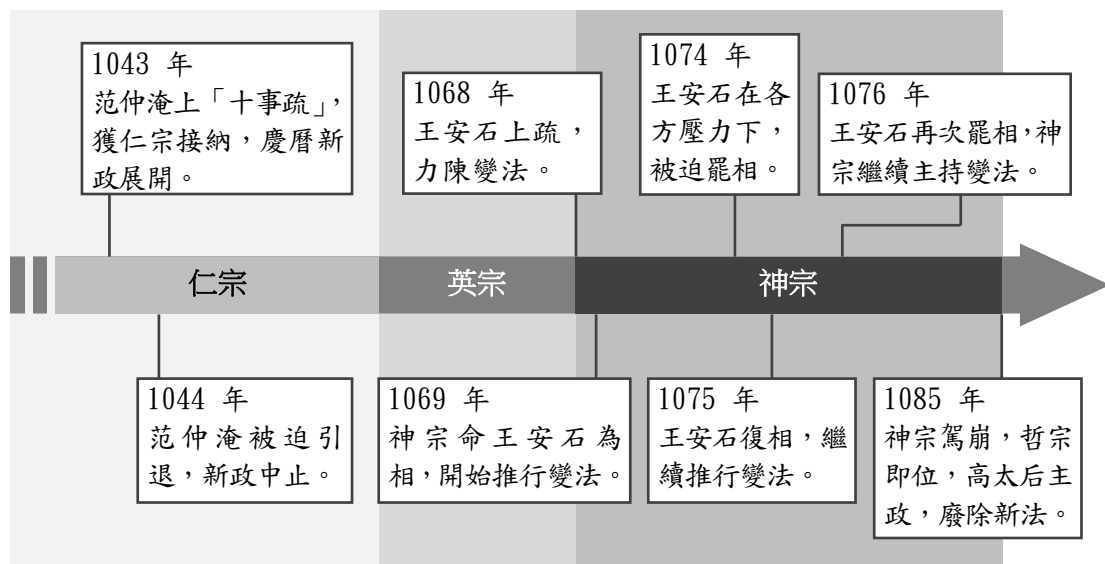 1043 年
范仲淹上「十事疏」，
獲仁宗接納，慶曆新
政展開。
1068 年
王安石上疏，
力陳變法。
1074 年
王安石在各
方壓力下，
被迫罷相。
1076 年
王安石再次罷相，神
宗繼續主持變法。
仁宗
英宗
神宗
1044 年
范仲淹被迫引
退，新政中止。
1069 年
神宗命王安石為
相，開始推行變法。
1075 年
王安石復相，繼
續推行變法。
1085 年
神宗駕崩，哲宗
即位，高太后主
政，廢除新法。